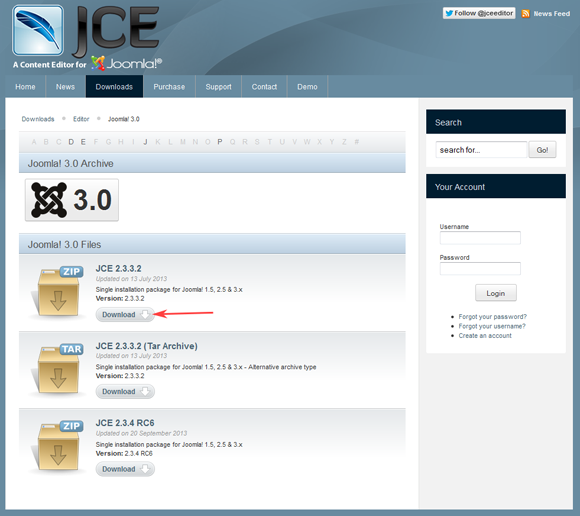 JCE
A Content Editor for Joomla!®
Follow @jceeditor
News Feed
Home News Downloads Purchase Support Contact Demo
Downloads Editor Joomla! 3.0
A B C D E F G H I J K L M N O P Q R S T U V W X Y Z #
Joomla! 3.0 Archive
3.0
Joomla! 3.0 Files
ZIP
JCE 2.3.3.2
Updated on 13 July 2013
Single installation package for Joomla! 1.5, 2.5 & 3.x
Version: 2.3.3.2
Download
TAR
JCE 2.3.3.2 (Tar Archive)
Updated on 13 July 2013
Single installation package for Joomla! 1.5, 2.5 & 3.x - Alternative archive type
Version: 2.3.3.2
Download
ZIP
JCE 2.3.4 RC6
Updated on 20 September 2013
Single installation package for Joomla! 1.5, 2.5 & 3.x
Version: 2.3.4 RC6
Download
Search
search for...
Go!
Your Account
Username
Password
Login
Forgot your password?
Forgot your username?
Create an account